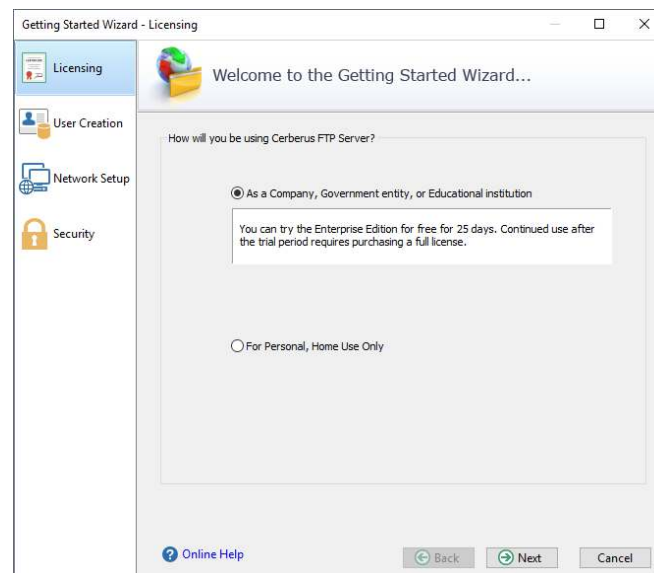 Getting Started Wizard - Licensing
Licensing
User Creation
Network Setup
Security
Welcome to the Getting Started Wizard...
How will you be using Cerberus FTP Server?
As a Company, Government entity, or Educational institution
You can try the Enterprise Edition for free for 25 days. Continued use after
the trial period requires purchasing a full license.
For Personal, Home Use Only
Online Help
Back
Next
Cancel